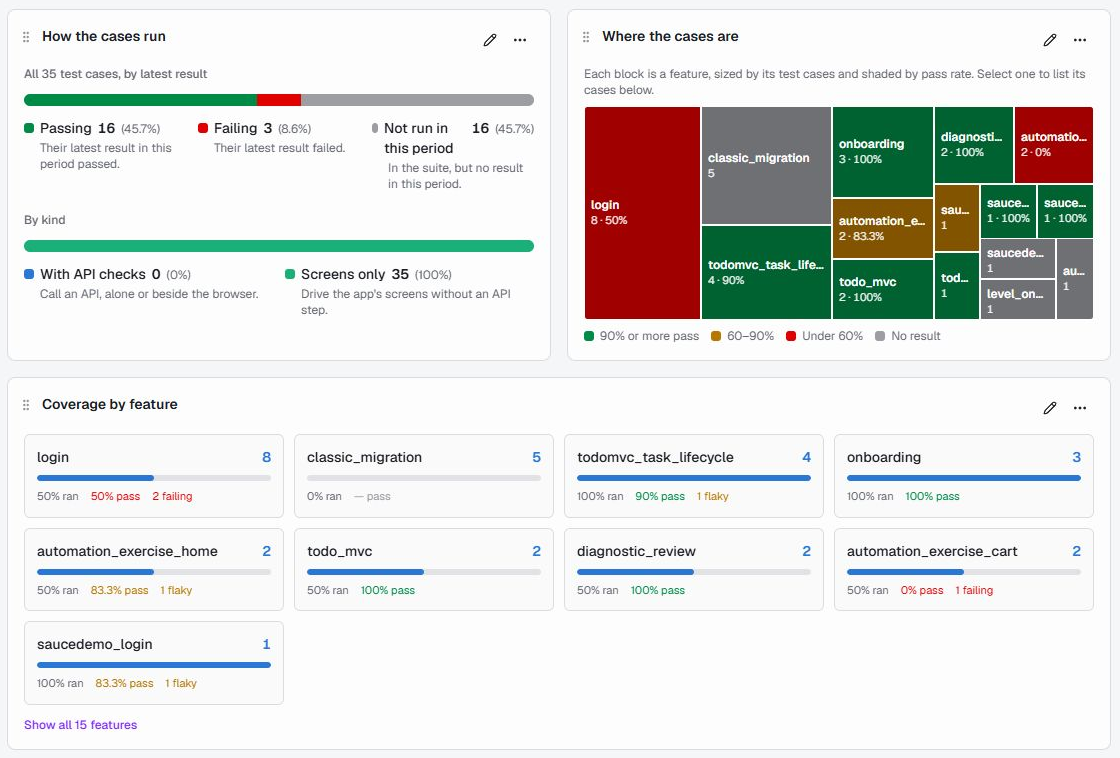 How the cases run
All 35 test cases, by latest result
Passing 16 (45.7%)
Their latest result in this
period passed.
Failing 3 (8.6%)
Their latest result failed.
Not run in 16 (45.7%)
this period
In the suite, but no result
in this period.
By kind
With API checks 0 (0%)
Call an API, alone or beside the browser.
Screens only 35 (100%)
Drive the app's screens without an API
step.
Where the cases are
Each block is a feature, sized by its test cases and shaded by pass rate. Select one to list its
cases below.
login
8 · 50%
classic_migration
5
todomvc_task_life...
4 · 90%
onboarding
3 · 100%
automation_e...
2 · 83.3%
todo_mvc
2 · 100%
diagnosti...
2 · 100%
automatio...
2 · 0%
sau...
1
sauce...
1 · 100%
sauce...
1 · 100%
tod...
1
saucede...
1
level_on...
1
au...
1
90% or more pass
60–90%
Under 60%
No result
Coverage by feature
login 8
50% ran 50% pass 2 failing
classic_migration 5
0% ran — pass
todomvc_task_lifecycle 4
100% ran 90% pass 1 flaky
onboarding 3
100% ran 100% pass
automation_exercise_home 2
50% ran 83.3% pass 1 flaky
todo_mvc 2
50% ran 100% pass
diagnostic_review 2
50% ran 100% pass
automation_exercise_cart 2
50% ran 0% pass 1 failing
saucedemo_login 1
100% ran 83.3% pass 1 flaky
Show all 15 features